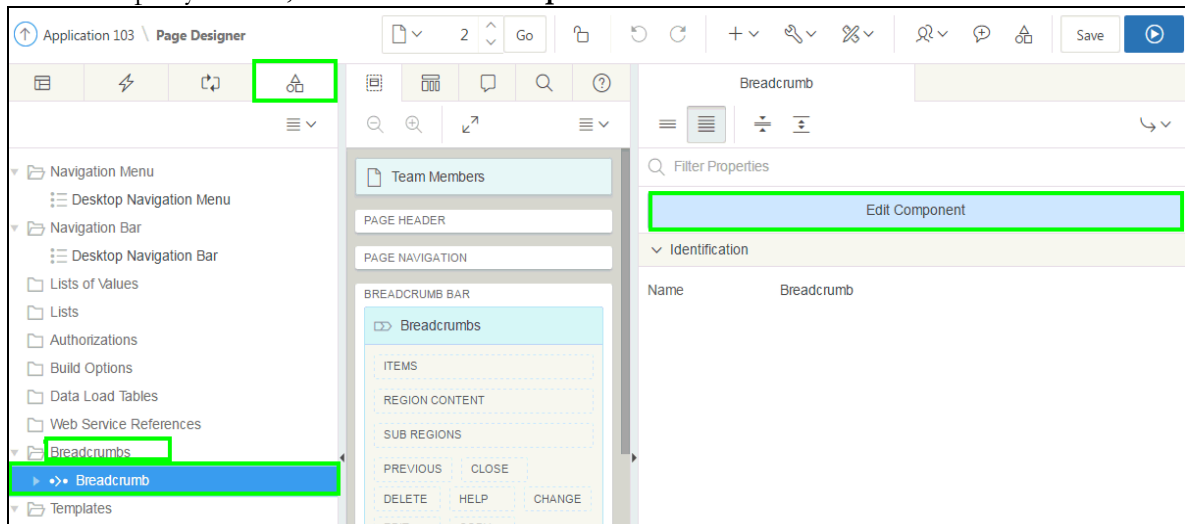 Application 103 \ Page Designer
2
Go
Save
Breadcrumb
Navigation Menu
Desktop Navigation Menu
Navigation Bar
Desktop Navigation Bar
Lists of Values
Lists
Authorizations
Build Options
Data Load Tables
Web Service References
Breadcrumbs
Breadcrumb
Templates
Team Members
PAGE HEADER
PAGE NAVIGATION
BREADCRUMB BAR
Breadcrumbs
ITEMS
REGION CONTENT
SUB REGIONS
PREVIOUS CLOSE
DELETE HELP CHANGE
Filter Properties
Edit Component
Identification
Name Breadcrumb